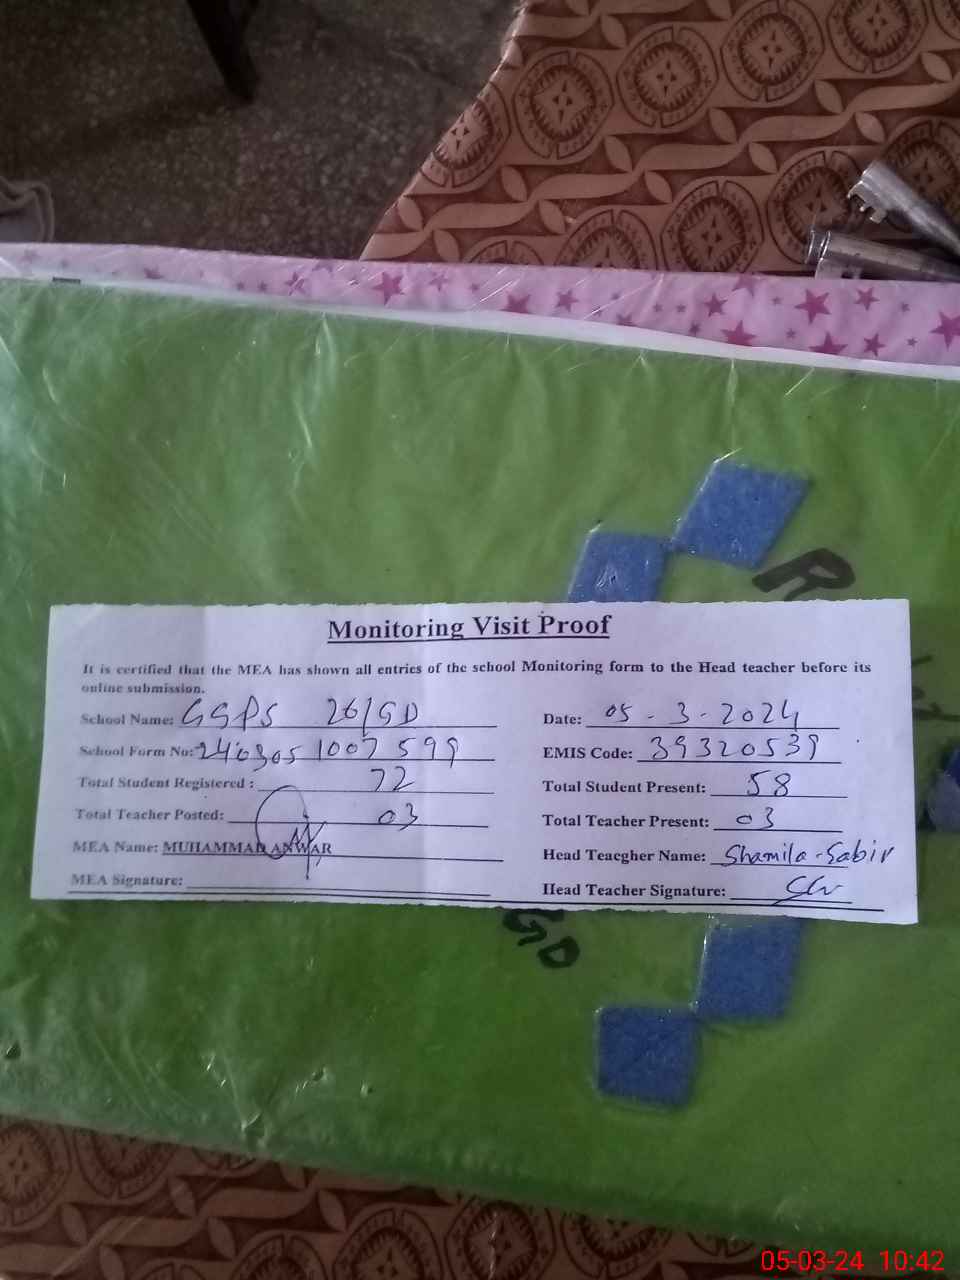 R
Monitoring Visit Proof
It is certified that the MEA has shown all entries of the school Monitoring form to the Head teacher before its
online submission.
School Name: GGPS 26/GD Date: 05-3-2024
School Form No: 2403051007599 EMIS Code: 39320539
Total Student Registered : 72 Total Student Present: 58
Total Teacher Posted: 03 Total Teacher Present: 03
MEA Name: MUHAMMAD ANWAR Head Teacgher Name: Shamila-Sabir
MEA Signature: Head Teacher Signature:
GD
05-03-24 10:42